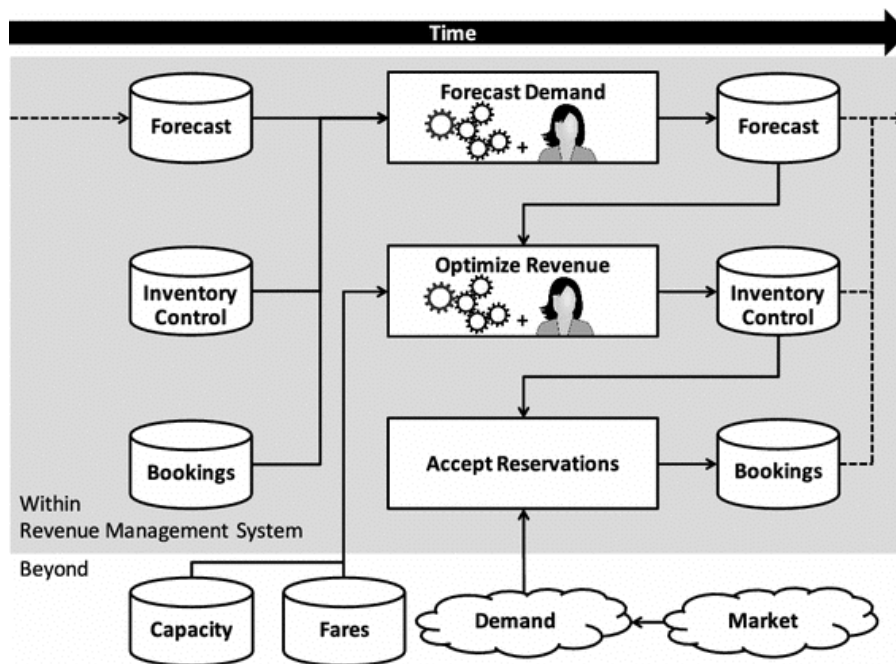 Time
Forecast Demand
Forecast
+
Forecast
Optimize Revenue
Inventory
Control
+
Inventory
Control
Bookings
Accept Reservations
Bookings
Within
Revenue Management System
Beyond
Capacity
Fares
Demand
Market